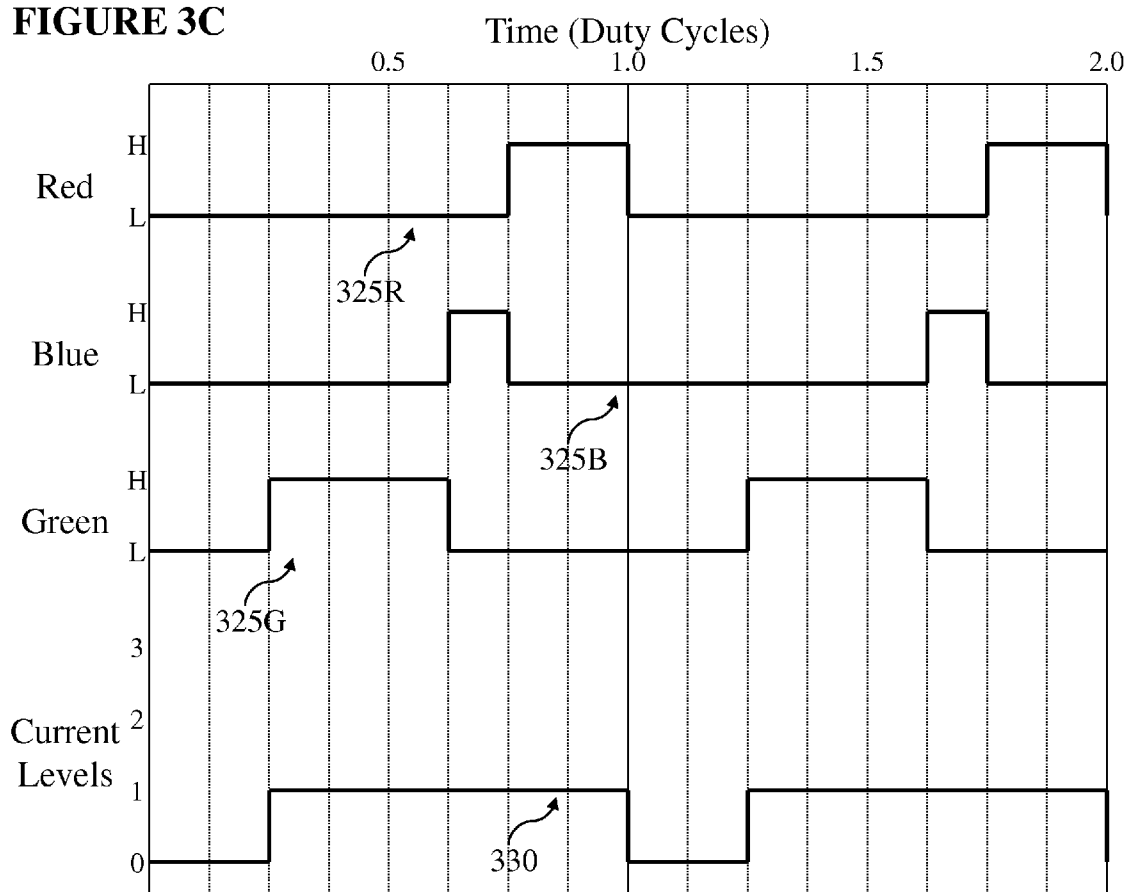 FIGURE 3C
Time (Duty Cycles)
0.5 1.0 1.5 2.0
H
Red
L
325R
H
Blue
L
325B
H
Green
L
325G
3
2
Current
Levels
1
330
0